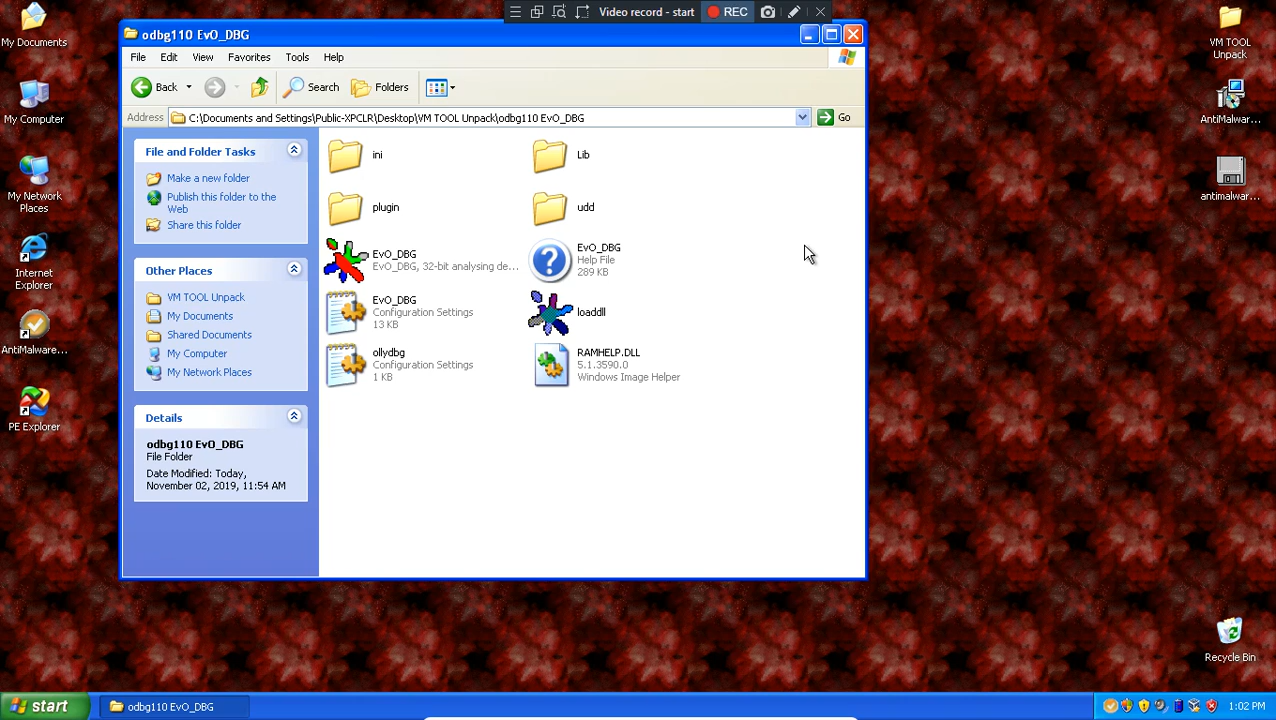 Video record - start
REC
odbg110 EvO_DBG
File Edit View Favorites Tools Help
Back Search Folders
Address C:\Documents and Settings\Public-XPCLR\Desktop\VM TOOL Unpack\odbg110 EvO_DBG Go
File and Folder Tasks
Make a new folder
Publish this folder to the
Web
Share this folder
Other Places
VM TOOL Unpack
My Documents
Shared Documents
My Computer
My Network Places
Details
odbg110 EvO_DBG
File Folder
Date Modified: Today,
November 02, 2019, 11:54 AM
ini
Lib
plugin
udd
EvO_DBG
EvO_DBG, 32-bit analysing de...
EvO_DBG
Help File
289 KB
EvO_DBG
Configuration Settings
13 KB
loaddll
ollydbg
Configuration Settings
1 KB
RAMHELP.DLL
5.1.3590.0
Windows Image Helper
My Documents
My Computer
My Network
Places
Internet
Explorer
AntiMalware...
PE Explorer
VM TOOL
Unpack
AntiMalwar...
antimalwar...
Recycle Bin
start
odbg110 EvO_DBG
1:02 PM